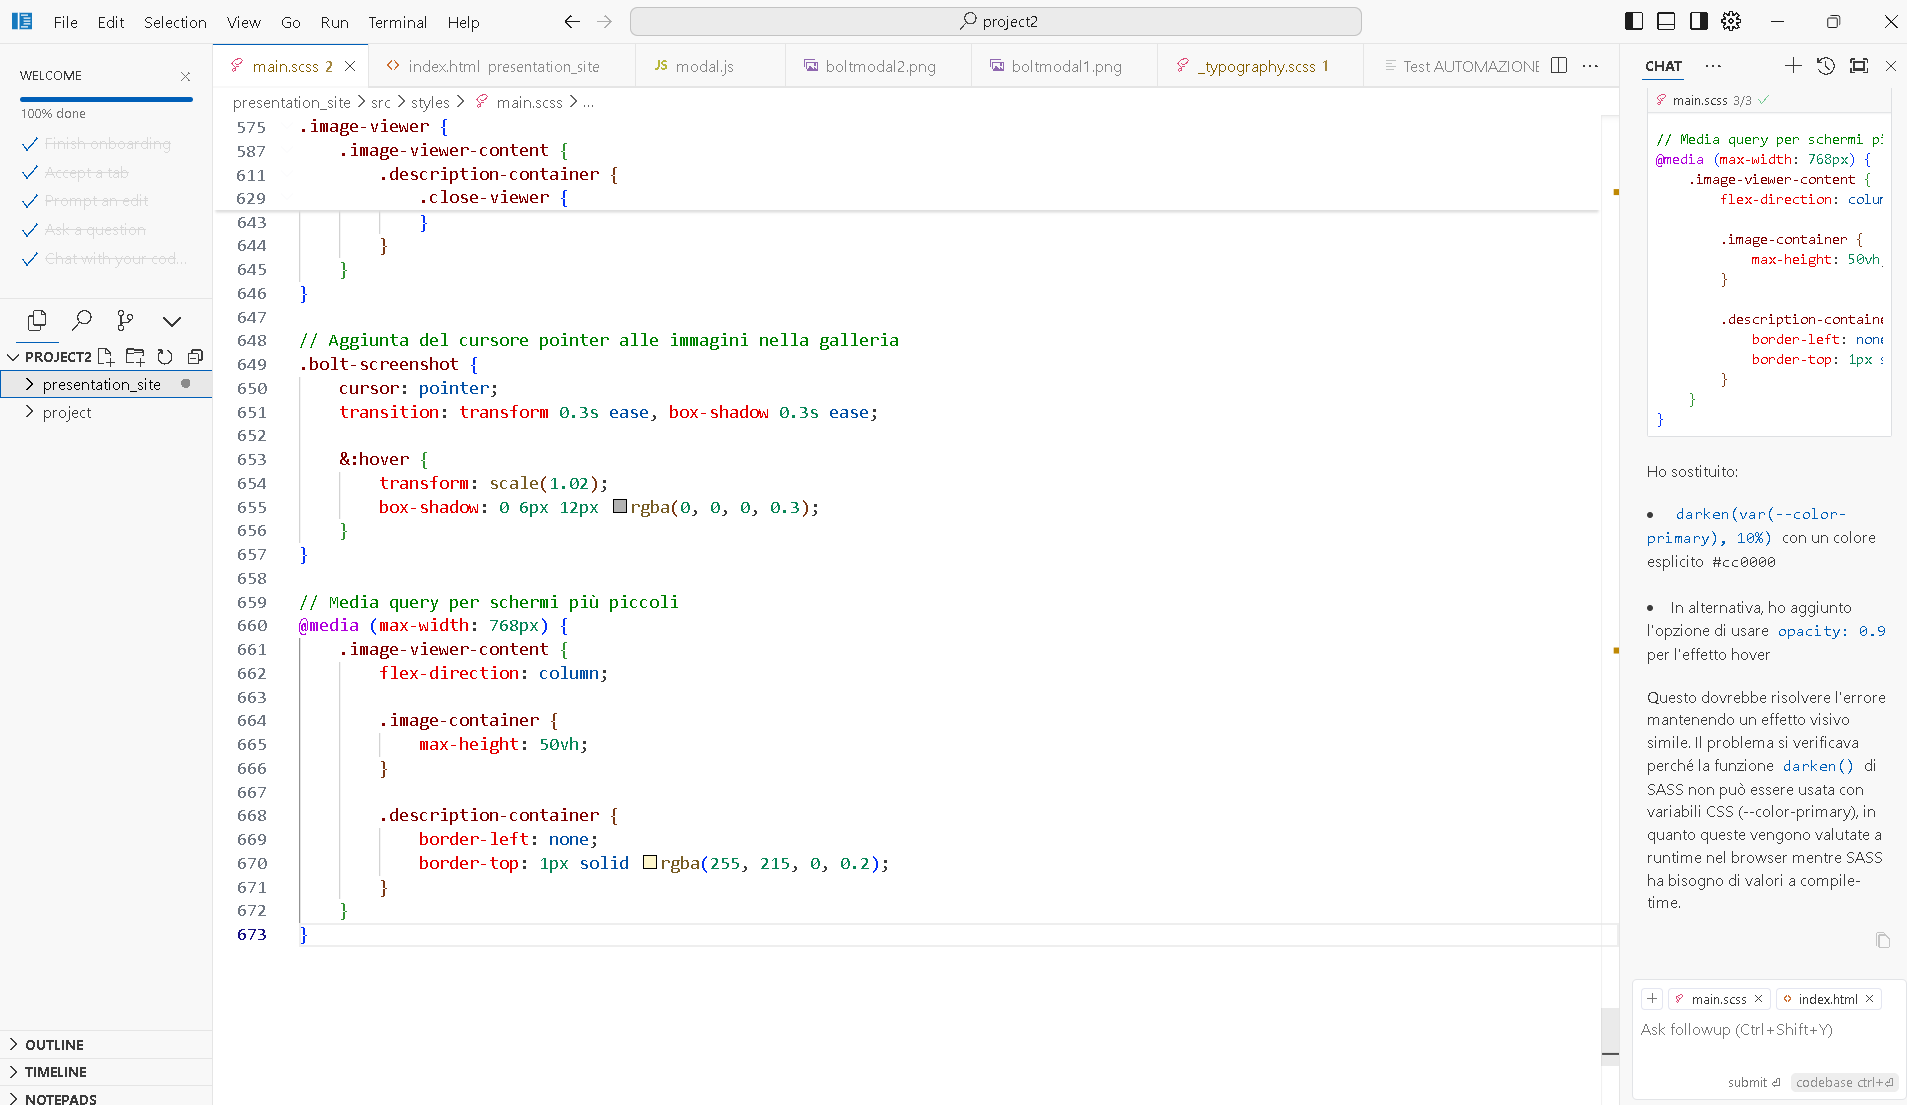 File Edit Selection View Go Run Terminal Help
project2
WELCOME
100% done
Finish onboarding
Accept a tab
Prompt an edit
Ask a question
Chat with your cod...
PROJECT2
presentation_site
project
OUTLINE
TIMELINE
NOTEPADS
main.scss 2
index.html presentation_site
JS modal.js
boltmodal2.png
boltmodal1.png
_typography.scss 1
Test AUTOMAZIONE
presentation_site > src > styles > main.scss > ...
575 .image-viewer {
587 .image-viewer-content {
611 .description-container {
629 .close-viewer {
643 }
644 }
645 }
646 }
647
648 // Aggiunta del cursore pointer alle immagini nella galleria
649 .bolt-screenshot {
650 cursor: pointer;
651 transition: transform 0.3s ease, box-shadow 0.3s ease;
652
653 &:hover {
654 transform: scale(1.02);
655 box-shadow: 0 6px 12px rgba(0, 0, 0, 0.3);
656 }
657 }
658
659 // Media query per schermi più piccoli
660 @media (max-width: 768px) {
661 .image-viewer-content {
662 flex-direction: column;
663
664 .image-container {
665 max-height: 50vh;
666 }
667
668 .description-container {
669 border-left: none;
670 border-top: 1px solid rgba(255, 215, 0, 0.2);
671 }
672 }
673 }
CHAT
main.scss 3/3
// Media query per schermi pi
@media (max-width: 768px) {
.image-viewer-content {
flex-direction: colum
.image-container {
max-height: 50vh;
}
.description-containe
border-left: none
border-top: 1px s
}
}
}
Ho sostituito:
• darken(var(--color-
primary), 10%) con un colore
esplicito #cc0000
• In alternativa, ho aggiunto
l'opzione di usare opacity: 0.9
per l'effetto hover
Questo dovrebbe risolvere l'errore
mantenendo un effetto visivo
simile. Il problema si verificava
perché la funzione darken() di
SASS non può essere usata con
variabili CSS (--color-primary), in
quanto queste vengono valutate a
runtime nel browser mentre SASS
ha bisogno di valori a compile-
time.
main.scss index.html
Ask followup (Ctrl+Shift+Y)
submit ⏎ codebase ctrl+⏎